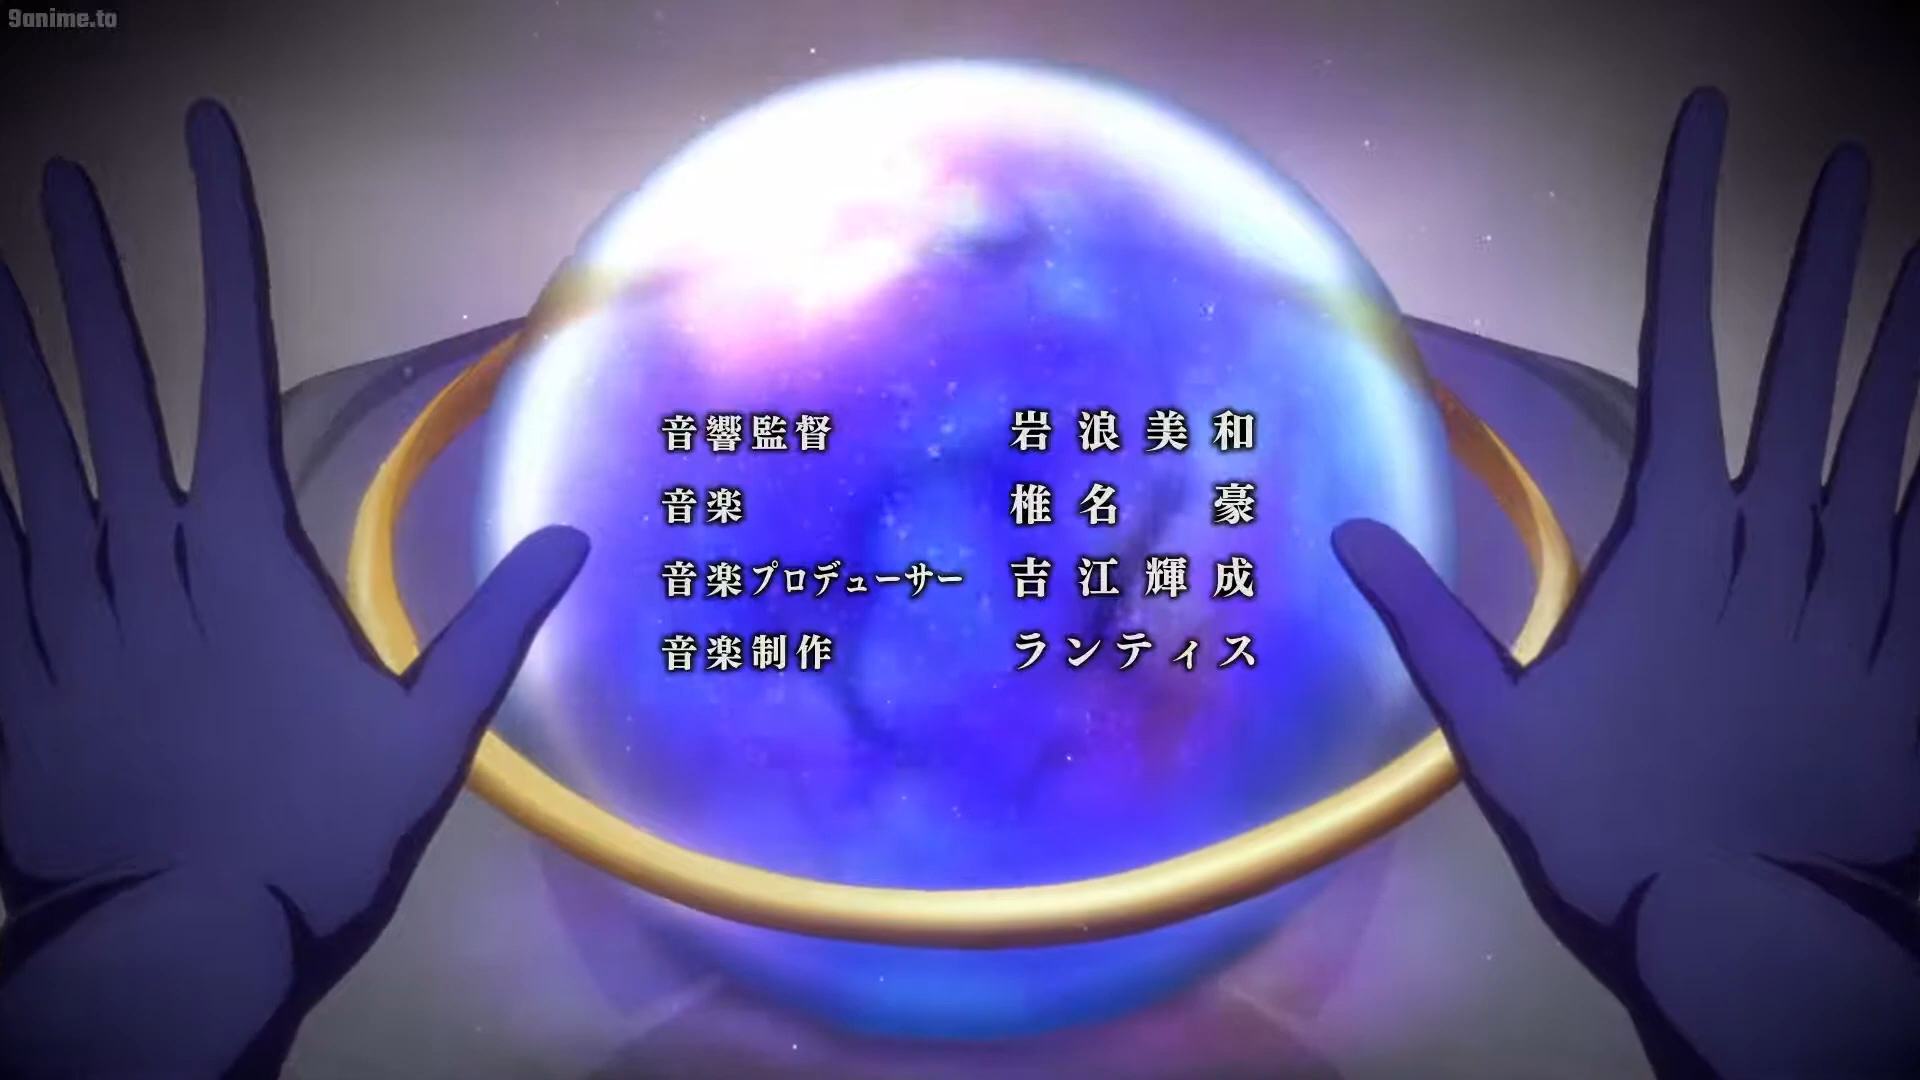 9anime.to
音響監督 岩浪美和
音楽 椎名 豪
音楽プロデューサー 吉江輝成
音楽制作 ランティス